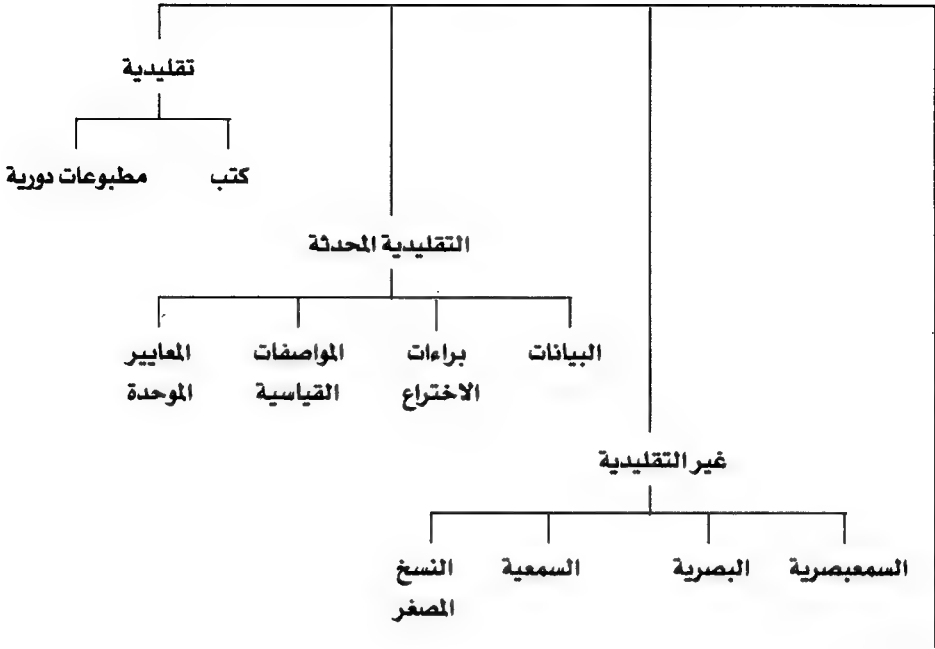 تقليدية
كتب
مطبوعات دورية
التقليدية المحدثة
البيانات
براءات
الاختراع
المواصفات
القياسية
المعايير
الموحدة
غير التقليدية
السمعبصرية
البصرية
السمعية
النسخ
المصغر